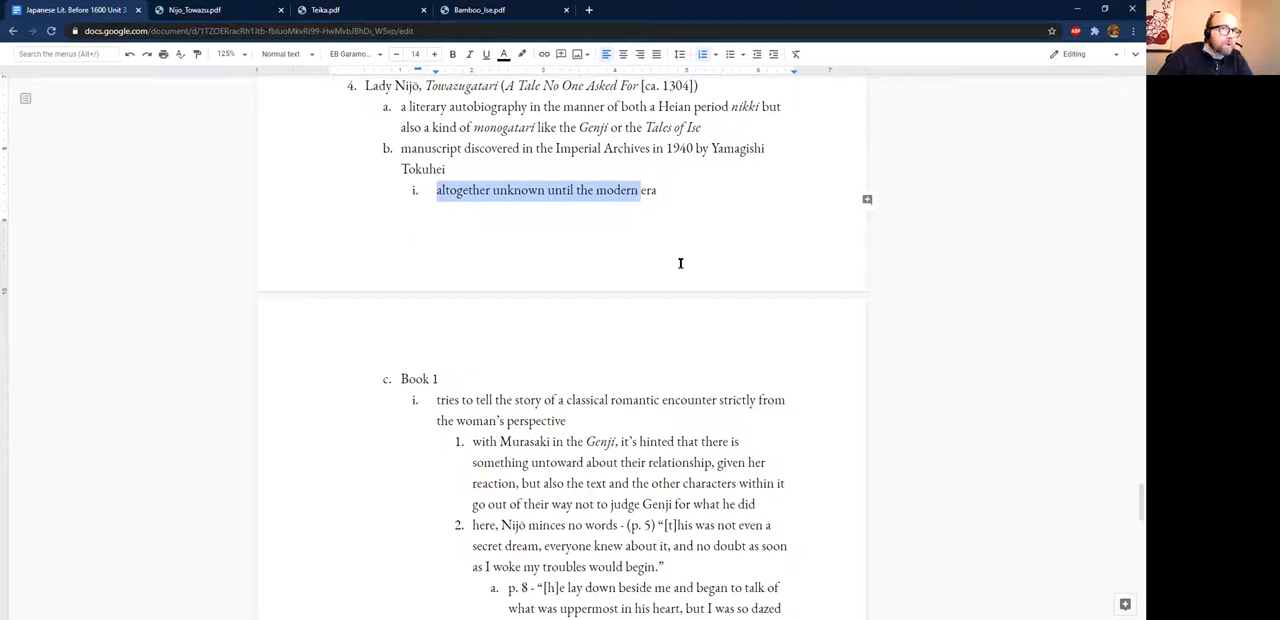 Japanese Lit. Before 1600 Unit 3
Nijo_Towazu.pdf
Teika.pdf
Bamboo_Ise.pdf
docs.google.com/document/d/
/edit
Search the menus (Alt+/)
125%
Normal text
EB Garamo...
14
Editing
1
1
2
3
4
5
6
7
4. Lady Nijō, Towazugatari (A Tale No One Asked For [ca. 1304])
a. a literary autobiography in the manner of both a Heian period nikki but
also a kind of monogatari like the Genji or the Tales of Ise
b. manuscript discovered in the Imperial Archives in 1940 by Yamagishi
Tokuhei
i. altogether unknown until the modern era
c. Book 1
i. tries to tell the story of a classical romantic encounter strictly from
the woman's perspective
1. with Murasaki in the Genji, it's hinted that there is
something untoward about their relationship, given her
reaction, but also the text and the other characters within it
go out of their way not to judge Genji for what he did
2. here, Nijō minces no words - (p. 5) “[t]his was not even a
secret dream, everyone knew about it, and no doubt as soon
as I woke my troubles would begin.”
a. p. 8 - “[h]e lay down beside me and began to talk of
what was uppermost in his heart, but I was so dazed